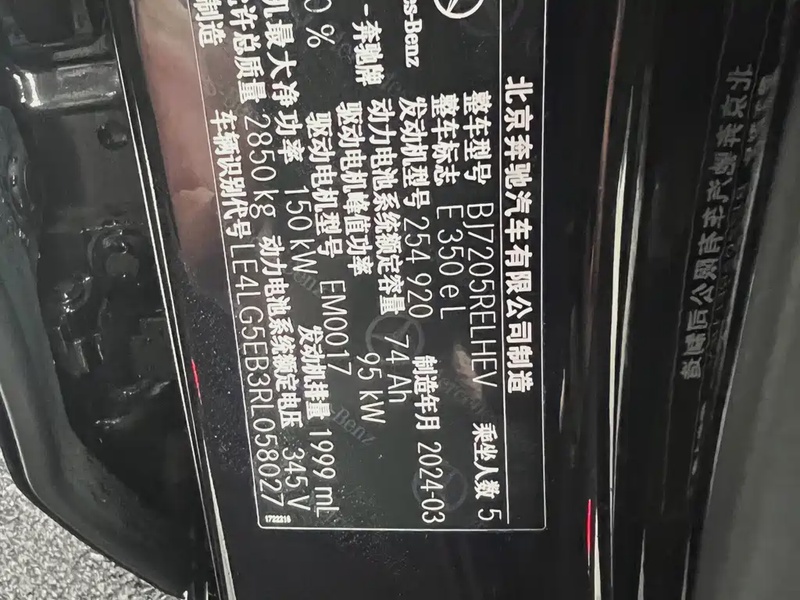 es-Benz
- 奔驰牌
0 %
北京奔驰汽车有限公司制造
整车型号 BJ7205RELHEV 乘坐人数 5
整车标志 E 350 e L
发动机型号 254 920 制造年月 2024-03
动力电池系统额定容量 74 Ah
驱动电机峰值功率 95 kW
驱动电机型号 EM0017
机最大净功率 150 kW 发动机排量 1999 mL
允许总质量 2850 kg 动力电池系统额定电压 345 V
车辆识别代号 LE4LG5EB3RL058027
制造
1722216